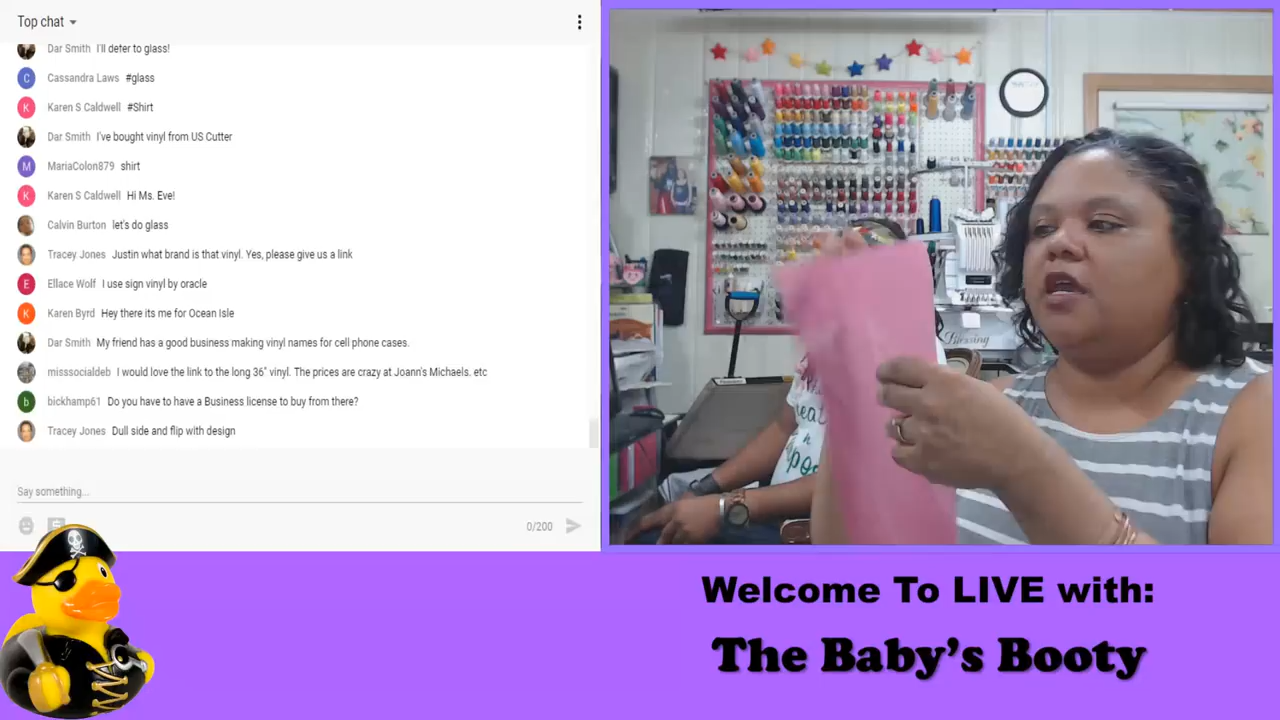 Top chat
Dar Smith I'll defer to glass!
Cassandra Laws #glass
Karen S Caldwell #Shirt
Dar Smith I've bought vinyl from US Cutter
MariaColon879 shirt
Karen S Caldwell Hi Ms. Eve!
Calvin Burton let's do glass
Tracey Jones Justin what brand is that vinyl. Yes, please give us a link
Ellace Wolf I use sign vinyl by oracle
Karen Byrd Hey there its me for Ocean Isle
Dar Smith My friend has a good business making vinyl names for cell phone cases.
misssocialdeb I would love the link to the long 36" vinyl. The prices are crazy at Joann's Michaels. etc
bickhamp61 Do you have to have a Business license to buy from there?
Tracey Jones Dull side and flip with design
Say something...
0/200
Blessing
Welcome To LIVE with:
The Baby's Booty